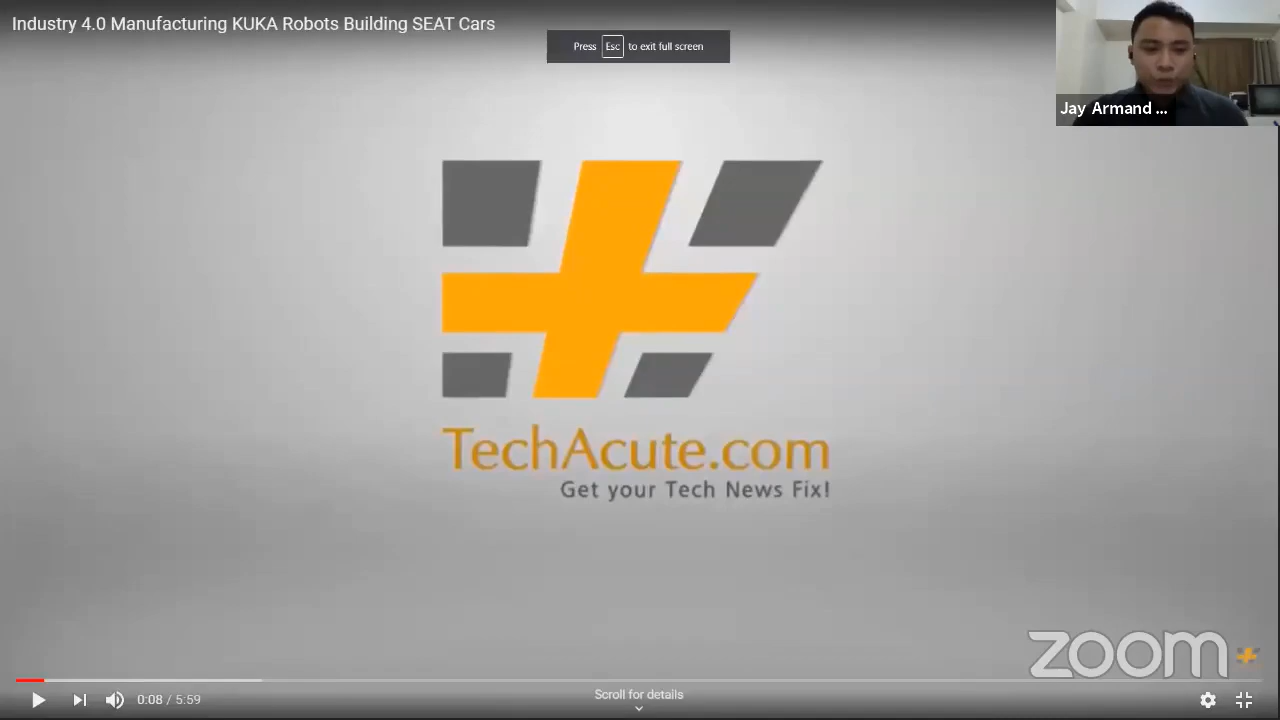 Industry 4.0 Manufacturing KUKA Robots Building SEAT Cars
Press Esc to exit full screen
Jay Armand ...
TechAcute.com
Get your Tech News Fix!
zoom
0:08 / 5:59
Scroll for details